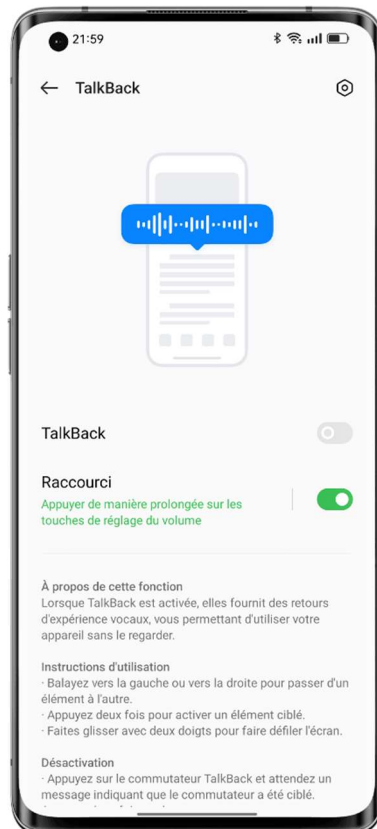 21:59
TalkBack
TalkBack
Raccourci
Appuyer de manière prolongée sur les
touches de réglage du volume
À propos de cette fonction
Lorsque TalkBack est activée, elles fournit des retours
d'expérience vocaux, vous permettant d'utiliser votre
appareil sans le regarder.
Instructions d'utilisation
· Balayez vers la gauche ou vers la droite pour passer d'un
élément à l'autre.
· Appuyez deux fois pour activer un élément ciblé.
· Faites glisser avec deux doigts pour faire défiler l'écran.
Désactivation
· Appuyez sur le commutateur TalkBack et attendez un
message indiquant que le commutateur a été ciblé.